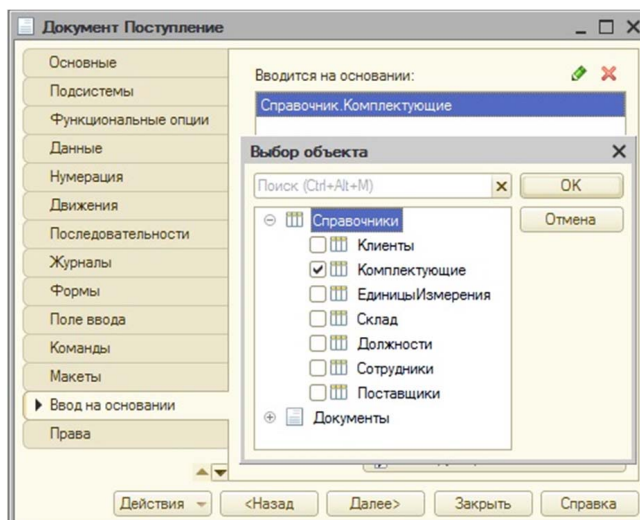 Документ Поступление
Основные
Подсистемы
Функциональные опции
Данные
Нумерация
Движения
Последовательности
Журналы
Формы
Поле ввода
Команды
Макеты
Ввод на основании
Права
Вводится на основании:
Справочник.Комплектующие
Выбор объекта
Поиск (Ctrl+Alt+M)
OK
Отмена
Справочники
Клиенты
Комплектующие
ЕдиницыИзмерения
Склад
Должности
Сотрудники
Поставщики
Документы
Действия
<Назад
Далее>
Закрыть
Справка